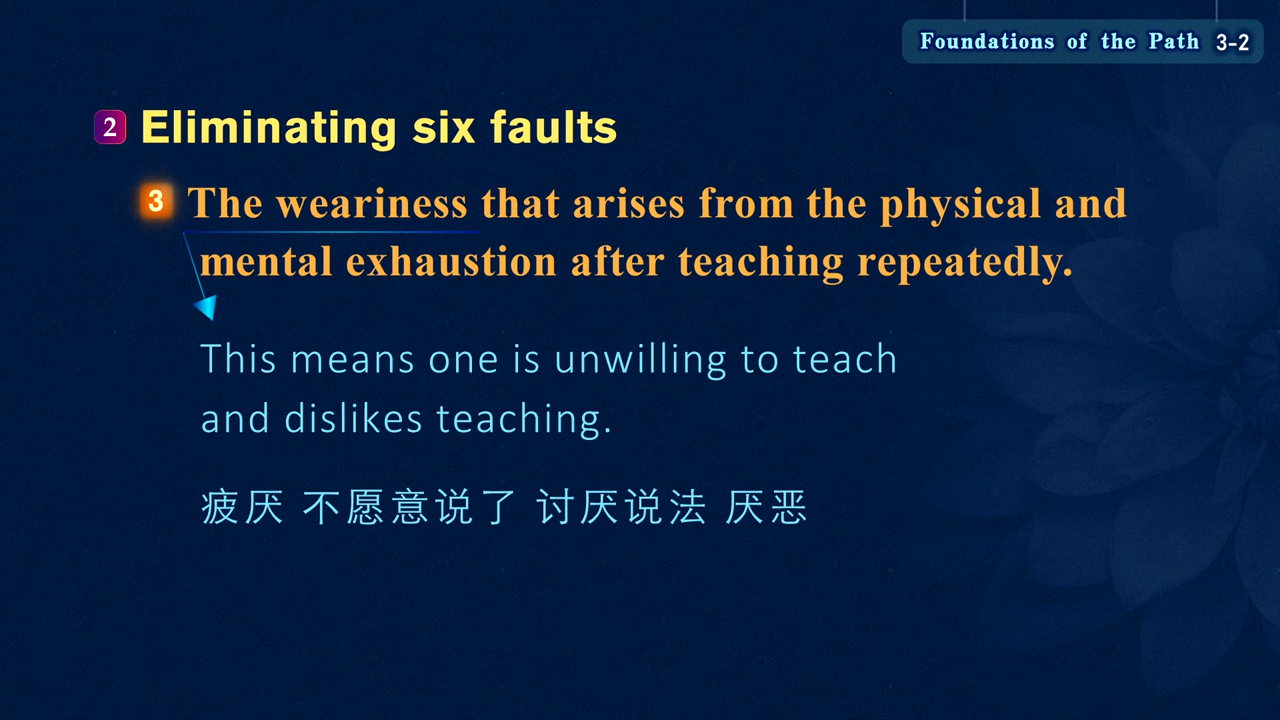 Foundations of the Path 3-2
2 Eliminating six faults
3 The weariness that arises from the physical and
mental exhaustion after teaching repeatedly.
This means one is unwilling to teach
and dislikes teaching.
疲厌 不愿意说了 讨厌说法 厌恶